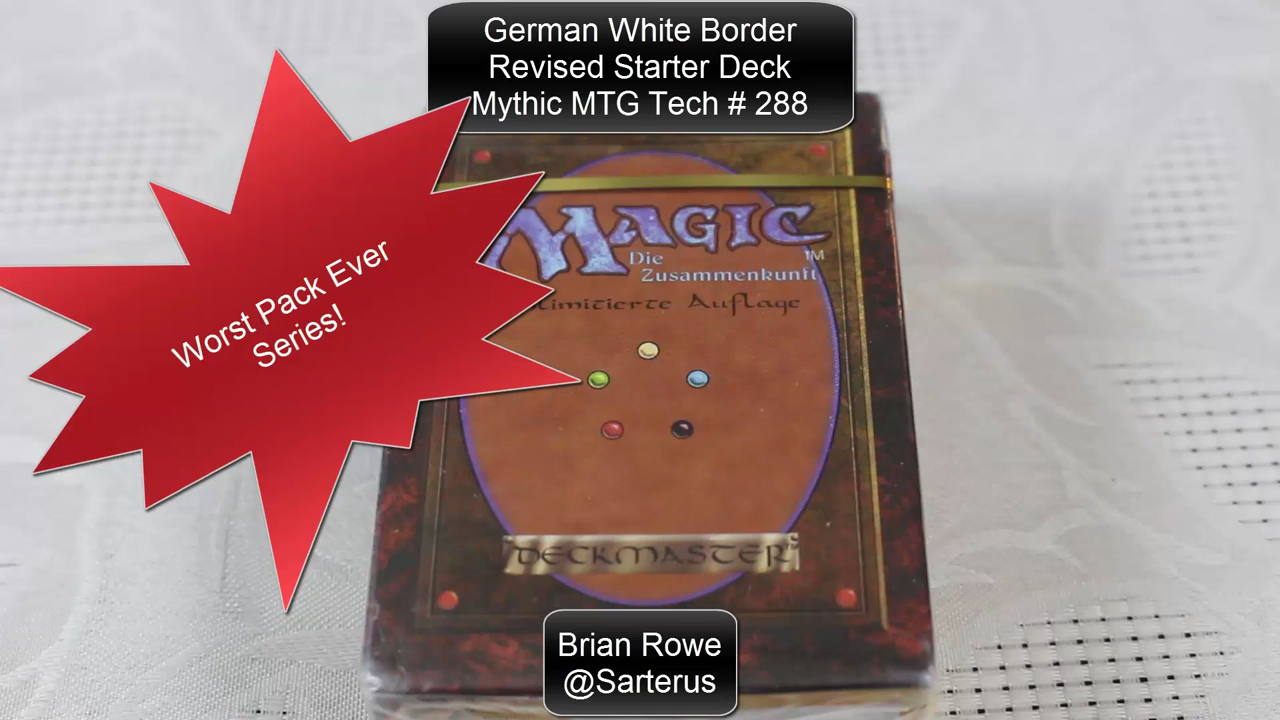 German White Border
Revised Starter Deck
Mythic MTG Tech # 288
Worst Pack Ever
Series!
MAGIC
TM
Die
Zusammenkunft
Limitierte Auflage
DECKMASTER
Brian Rowe
@Sarterus